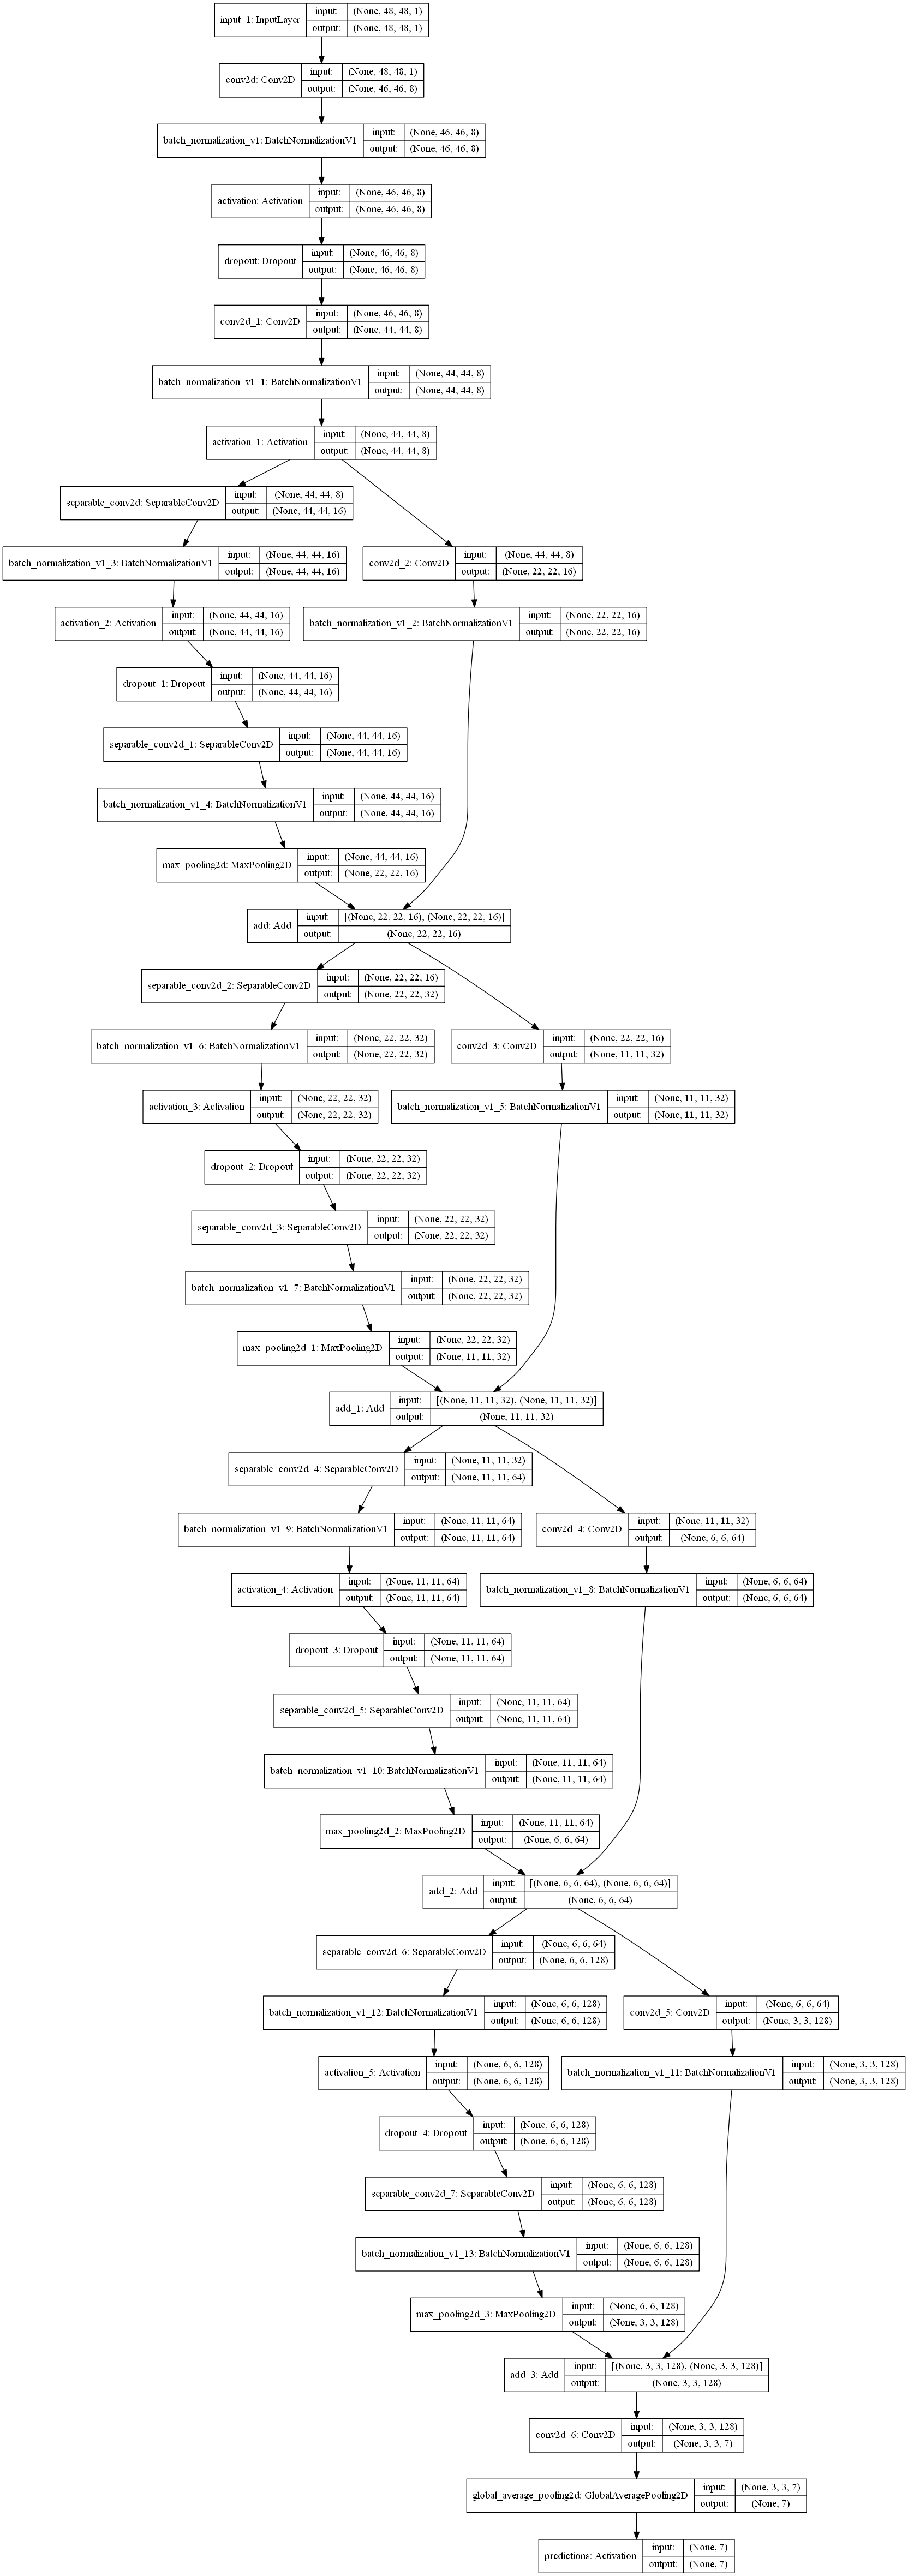 input_1: InputLayer
input: (None, 48, 48, 1)
output: (None, 48, 48, 1)
conv2d: Conv2D
input: (None, 48, 48, 1)
output: (None, 46, 46, 8)
batch_normalization_v1: BatchNormalizationV1
input: (None, 46, 46, 8)
output: (None, 46, 46, 8)
activation: Activation
input: (None, 46, 46, 8)
output: (None, 46, 46, 8)
dropout: Dropout
input: (None, 46, 46, 8)
output: (None, 46, 46, 8)
conv2d_1: Conv2D
input: (None, 46, 46, 8)
output: (None, 44, 44, 8)
batch_normalization_v1_1: BatchNormalizationV1
input: (None, 44, 44, 8)
output: (None, 44, 44, 8)
activation_1: Activation
input: (None, 44, 44, 8)
output: (None, 44, 44, 8)
separable_conv2d: SeparableConv2D
input: (None, 44, 44, 8)
output: (None, 44, 44, 16)
batch_normalization_v1_3: BatchNormalizationV1
input: (None, 44, 44, 16)
output: (None, 44, 44, 16)
conv2d_2: Conv2D
input: (None, 44, 44, 8)
output: (None, 22, 22, 16)
activation_2: Activation
input: (None, 44, 44, 16)
output: (None, 44, 44, 16)
batch_normalization_v1_2: BatchNormalizationV1
input: (None, 22, 22, 16)
output: (None, 22, 22, 16)
dropout_1: Dropout
input: (None, 44, 44, 16)
output: (None, 44, 44, 16)
separable_conv2d_1: SeparableConv2D
input: (None, 44, 44, 16)
output: (None, 44, 44, 16)
batch_normalization_v1_4: BatchNormalizationV1
input: (None, 44, 44, 16)
output: (None, 44, 44, 16)
max_pooling2d: MaxPooling2D
input: (None, 44, 44, 16)
output: (None, 22, 22, 16)
add: Add
input: [(None, 22, 22, 16), (None, 22, 22, 16)]
output: (None, 22, 22, 16)
separable_conv2d_2: SeparableConv2D
input: (None, 22, 22, 16)
output: (None, 22, 22, 32)
batch_normalization_v1_6: BatchNormalizationV1
input: (None, 22, 22, 32)
output: (None, 22, 22, 32)
conv2d_3: Conv2D
input: (None, 22, 22, 16)
output: (None, 11, 11, 32)
activation_3: Activation
input: (None, 22, 22, 32)
output: (None, 22, 22, 32)
batch_normalization_v1_5: BatchNormalizationV1
input: (None, 11, 11, 32)
output: (None, 11, 11, 32)
dropout_2: Dropout
input: (None, 22, 22, 32)
output: (None, 22, 22, 32)
separable_conv2d_3: SeparableConv2D
input: (None, 22, 22, 32)
output: (None, 22, 22, 32)
batch_normalization_v1_7: BatchNormalizationV1
input: (None, 22, 22, 32)
output: (None, 22, 22, 32)
max_pooling2d_1: MaxPooling2D
input: (None, 22, 22, 32)
output: (None, 11, 11, 32)
add_1: Add
input: [(None, 11, 11, 32), (None, 11, 11, 32)]
output: (None, 11, 11, 32)
separable_conv2d_4: SeparableConv2D
input: (None, 11, 11, 32)
output: (None, 11, 11, 64)
batch_normalization_v1_9: BatchNormalizationV1
input: (None, 11, 11, 64)
output: (None, 11, 11, 64)
conv2d_4: Conv2D
input: (None, 11, 11, 32)
output: (None, 6, 6, 64)
activation_4: Activation
input: (None, 11, 11, 64)
output: (None, 11, 11, 64)
batch_normalization_v1_8: BatchNormalizationV1
input: (None, 6, 6, 64)
output: (None, 6, 6, 64)
dropout_3: Dropout
input: (None, 11, 11, 64)
output: (None, 11, 11, 64)
separable_conv2d_5: SeparableConv2D
input: (None, 11, 11, 64)
output: (None, 11, 11, 64)
batch_normalization_v1_10: BatchNormalizationV1
input: (None, 11, 11, 64)
output: (None, 11, 11, 64)
max_pooling2d_2: MaxPooling2D
input: (None, 11, 11, 64)
output: (None, 6, 6, 64)
add_2: Add
input: [(None, 6, 6, 64), (None, 6, 6, 64)]
output: (None, 6, 6, 64)
separable_conv2d_6: SeparableConv2D
input: (None, 6, 6, 64)
output: (None, 6, 6, 128)
batch_normalization_v1_12: BatchNormalizationV1
input: (None, 6, 6, 128)
output: (None, 6, 6, 128)
conv2d_5: Conv2D
input: (None, 6, 6, 64)
output: (None, 3, 3, 128)
activation_5: Activation
input: (None, 6, 6, 128)
output: (None, 6, 6, 128)
batch_normalization_v1_11: BatchNormalizationV1
input: (None, 3, 3, 128)
output: (None, 3, 3, 128)
dropout_4: Dropout
input: (None, 6, 6, 128)
output: (None, 6, 6, 128)
separable_conv2d_7: SeparableConv2D
input: (None, 6, 6, 128)
output: (None, 6, 6, 128)
batch_normalization_v1_13: BatchNormalizationV1
input: (None, 6, 6, 128)
output: (None, 6, 6, 128)
max_pooling2d_3: MaxPooling2D
input: (None, 6, 6, 128)
output: (None, 3, 3, 128)
add_3: Add
input: [(None, 3, 3, 128), (None, 3, 3, 128)]
output: (None, 3, 3, 128)
conv2d_6: Conv2D
input: (None, 3, 3, 128)
output: (None, 3, 3, 7)
global_average_pooling2d: GlobalAveragePooling2D
input: (None, 3, 3, 7)
output: (None, 7)
predictions: Activation
input: (None, 7)
output: (None, 7)